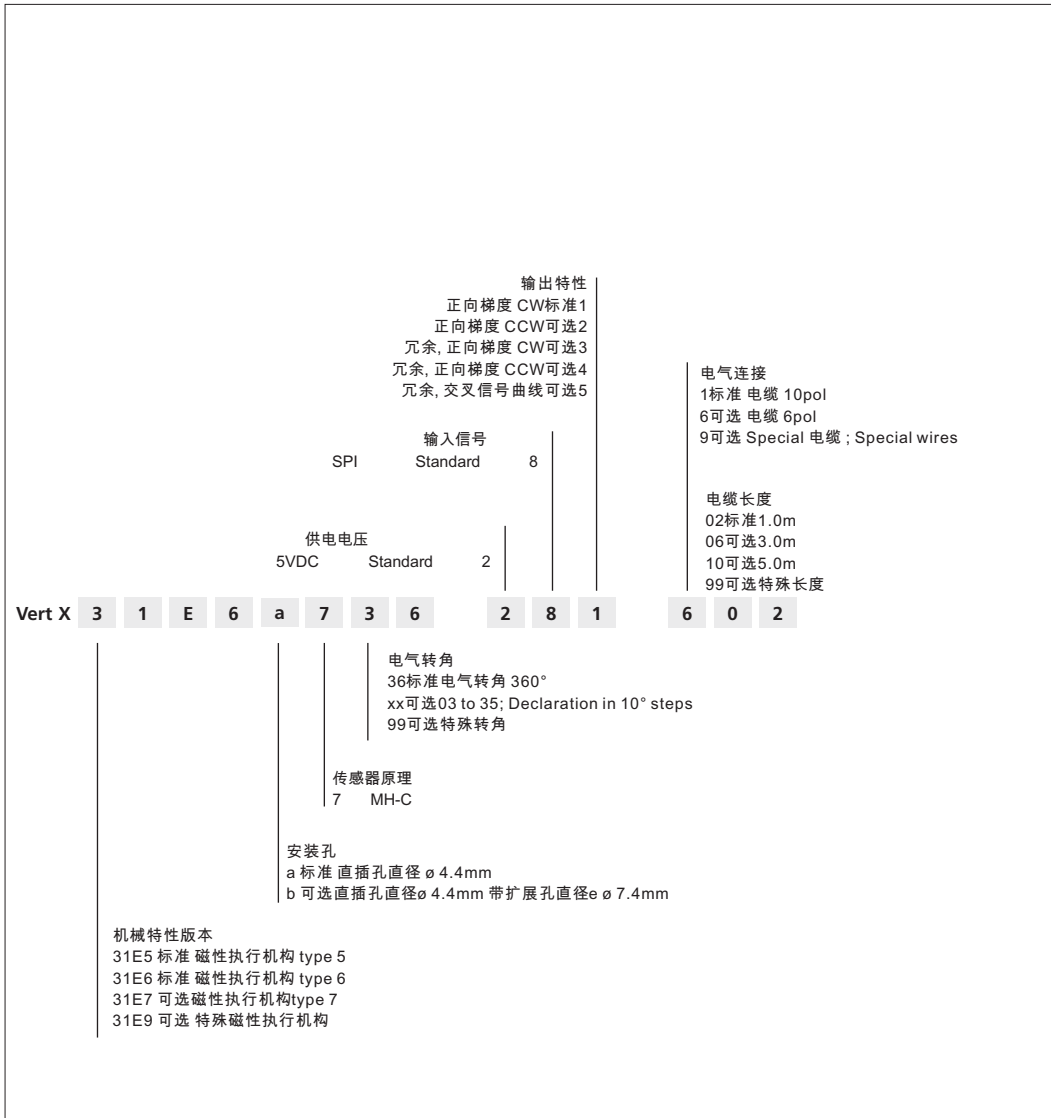 输出特性
正向梯度 CW标准1
正向梯度 CCW可选2
冗余, 正向梯度 CW可选3
冗余, 正向梯度 CCW可选4
冗余, 交叉信号曲线可选5
电气连接
1标准 电缆 10pol
6可选 电缆 6pol
9可选 Special 电缆 ; Special wires
输入信号
SPI Standard 8
电缆长度
02标准1.0m
06可选3.0m
10可选5.0m
99可选特殊长度
供电电压
5VDC Standard 2
Vert X 3 1 E 6 a 7 3 6 2 8 1 6 0 2
电气转角
36标准电气转角 360°
xx可选03 to 35; Declaration in 10° steps
99可选特殊转角
传感器原理
7 MH-C
安装孔
a 标准 直插孔直径 ø 4.4mm
b 可选直插孔直径ø 4.4mm 带扩展孔直径e ø 7.4mm
机械特性版本
31E5 标准 磁性执行机构 type 5
31E6 标准 磁性执行机构 type 6
31E7 可选磁性执行机构type 7
31E9 可选 特殊磁性执行机构